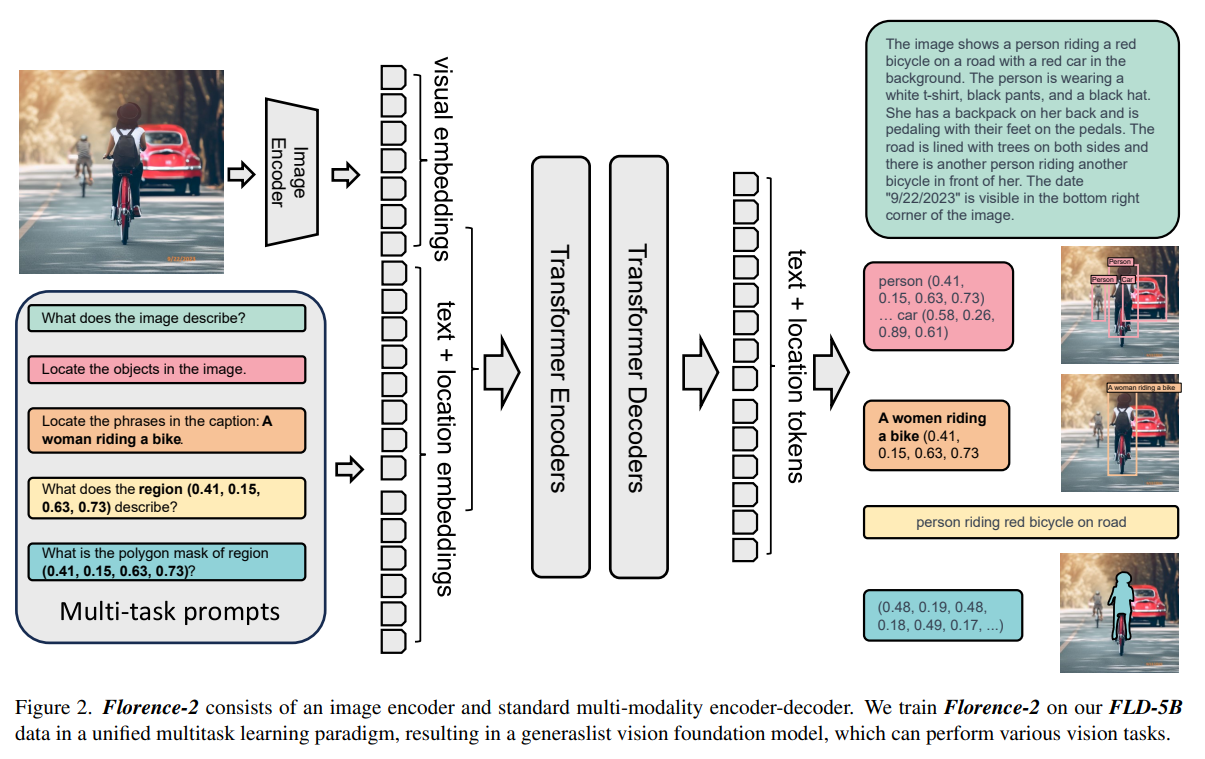 The image shows a person riding a red
bicycle on a road with a red car in the
background. The person is wearing a
white t-shirt, black pants, and a black hat.
She has a backpack on her back and is
pedaling with their feet on the pedals. The
road is lined with trees on both sides and
there is another person riding another
bicycle in front of her. The date
"9/22/2023" is visible in the bottom right
corner of the image.
Image
Encoder
visual embeddings
text + location embeddings
Transformer Encoders
Transformer Decoders
text + location tokens
What does the image describe?
Locate the objects in the image.
Locate the phrases in the caption: A
woman riding a bike.
What does the region (0.41, 0.15,
0.63, 0.73) describe?
What is the polygon mask of region
(0.41, 0.15, 0.63, 0.73)?
Multi-task prompts
person (0.41,
0.15, 0.63, 0.73)
… car (0.58, 0.26,
0.89, 0.61)
Person
Person
Car
A women riding
a bike (0.41,
0.15, 0.63, 0.73
A woman riding a bike
person riding red bicycle on road
(0.48, 0.19, 0.48,
0.18, 0.49, 0.17, ...)
Figure 2. Florence-2 consists of an image encoder and standard multi-modality encoder-decoder. We train Florence-2 on our FLD-5B
data in a unified multitask learning paradigm, resulting in a generaslist vision foundation model, which can perform various vision tasks.